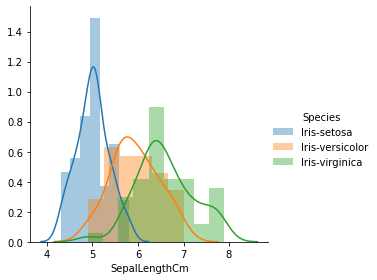 1.4
1.2
1.0
0.8
0.6
0.4
0.2
0.0
4 5 6 7 8
SepalLengthCm
Species
Iris-setosa
Iris-versicolor
Iris-virginica